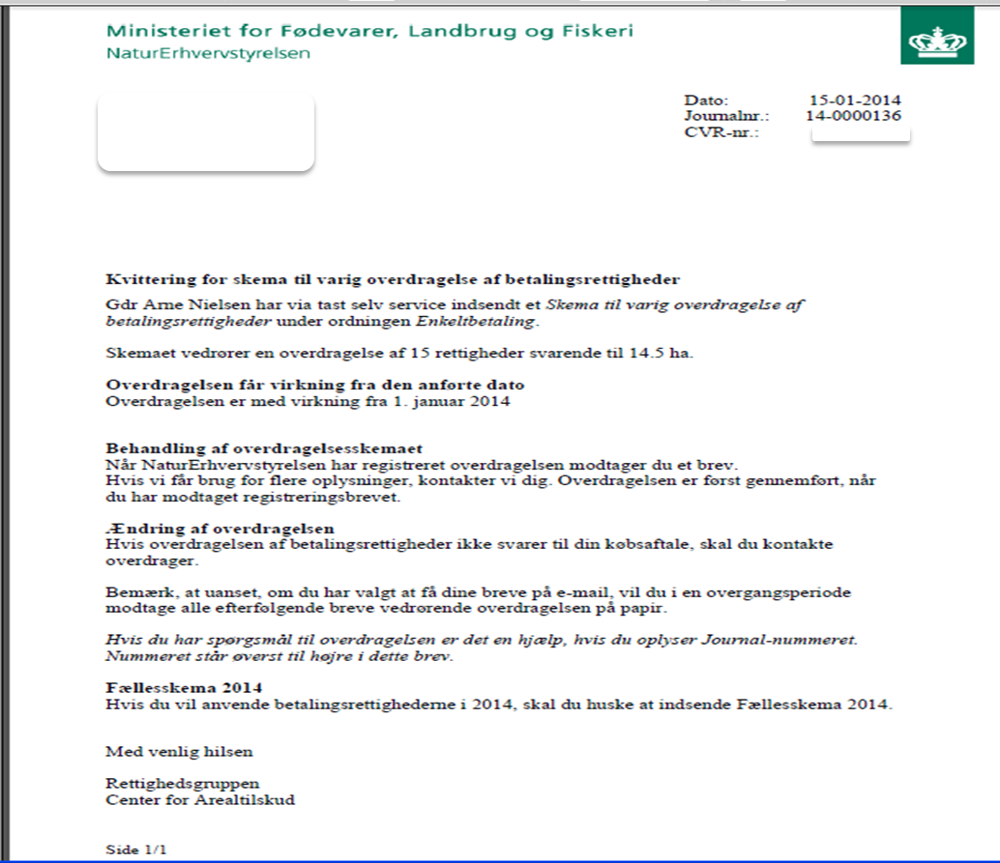 Ministeriet for Fødevarer, Landbrug og Fiskeri
NaturErhvervstyrelsen
Dato: 15-01-2014
Journalnr.: 14-0000136
CVR-nr.:
Kvittering for skema til varig overdragelse af betalingsrettigheder
Gdr Arne Nielsen har via tast selv service indsendt et Skema til varig overdragelse af
betalingsrettigheder under ordningen Enkeltbetaling.
Skemaet vedrører en overdragelse af 15 rettigheder svarende til 14.5 ha.
Overdragelsen får virkning fra den anførte dato
Overdragelsen er med virkning fra 1. januar 2014
Behandling af overdragelsesskemaet
Når NaturErhvervstyrelsen har registreret overdragelsen modtager du et brev.
Hvis vi får brug for flere oplysninger, kontakter vi dig. Overdragelsen er først gennemført, når
du har modtaget registreringsbrevet.
Ændring af overdragelsen
Hvis overdragelsen af betalingsrettigheder ikke svarer til din købsaftale, skal du kontakte
overdrager.
Bemærk, at uanset, om du har valgt at få dine breve på e-mail, vil du i en overgangsperiode
modtage alle efterfølgende breve vedrørende overdragelsen på papir.
Hvis du har spørgsmål til overdragelsen er det en hjælp, hvis du oplyser Journal-nummeret.
Nummeret står øverst til højre i dette brev.
Fællesskema 2014
Hvis du vil anvende betalingsrettighederne i 2014, skal du huske at indsende Fællesskema 2014.
Med venlig hilsen
Rettighedsgruppen
Center for Arealtilskud
Side 1/1